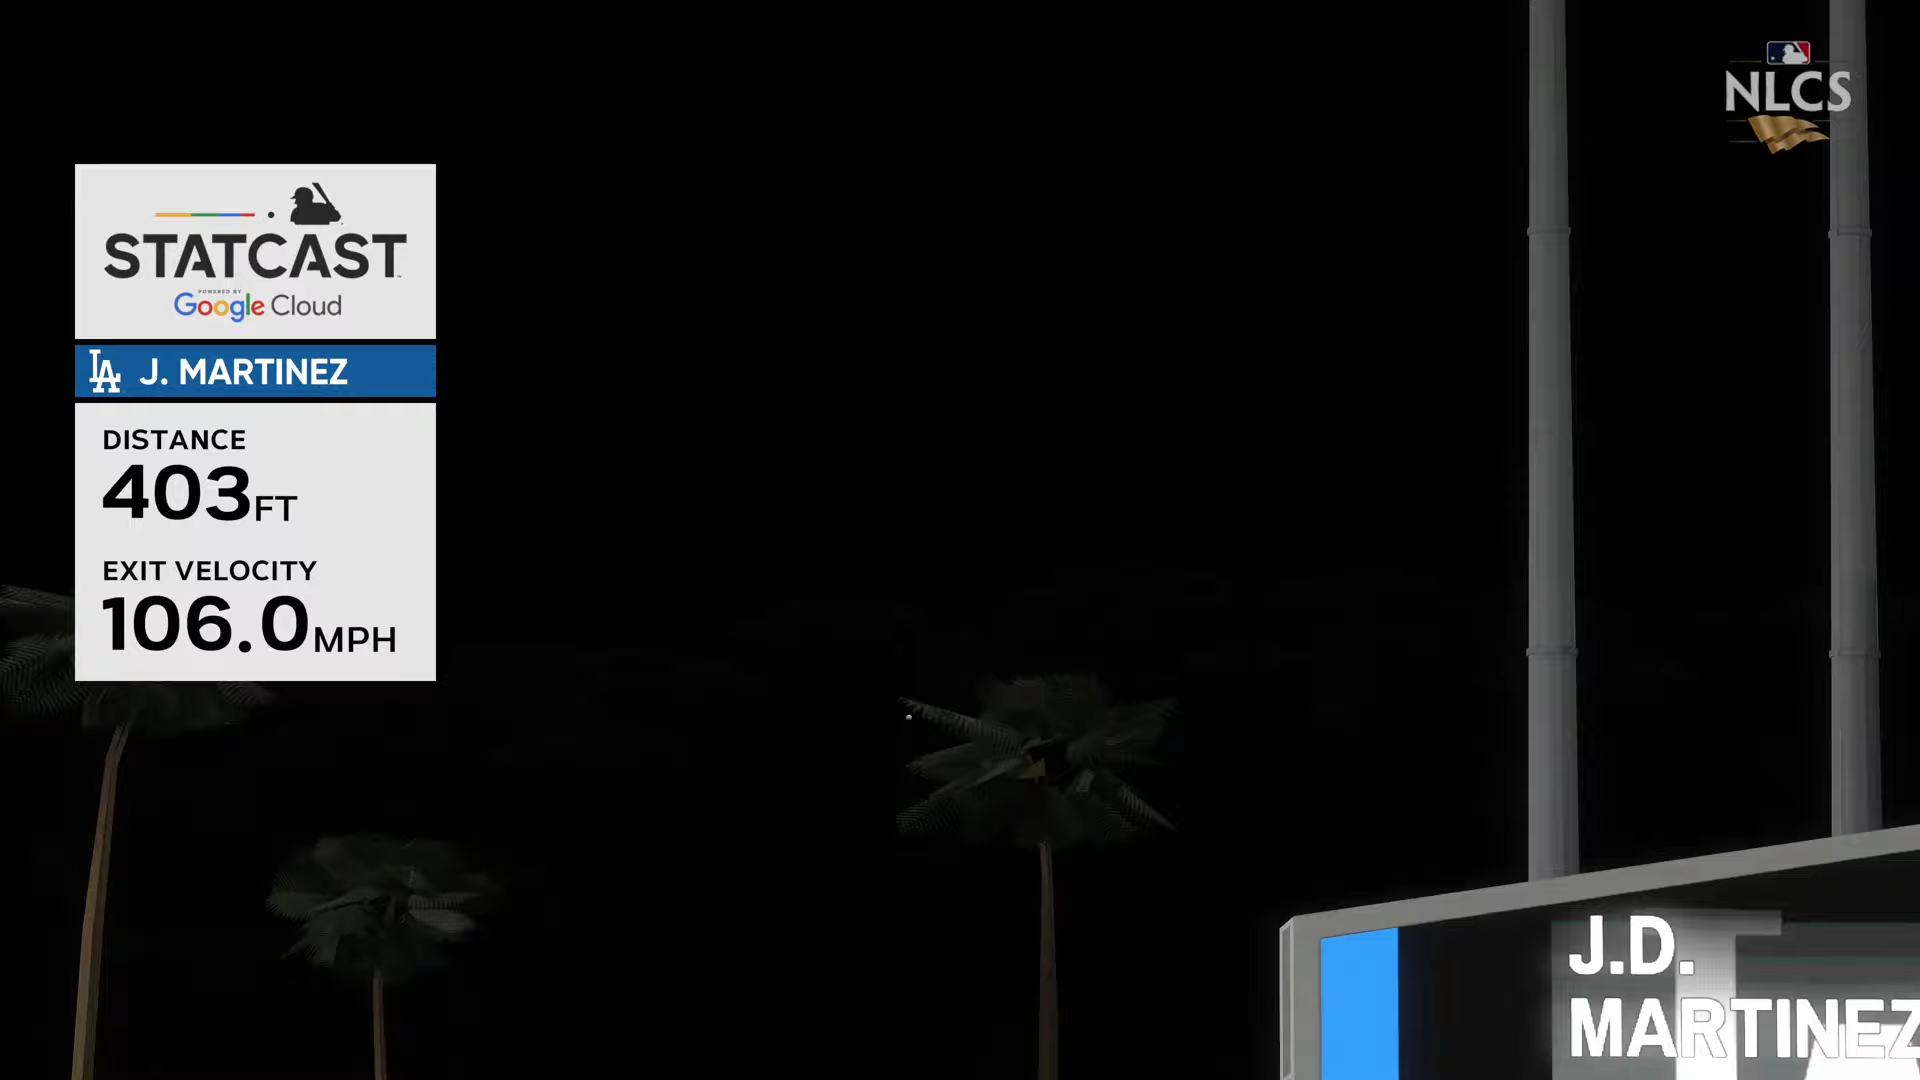 NLCS
STATCAST
POWERED BY
Google Cloud
LA J. MARTINEZ
DISTANCE
403FT
EXIT VELOCITY
106.0MPH
J.D.
MARTINEZ